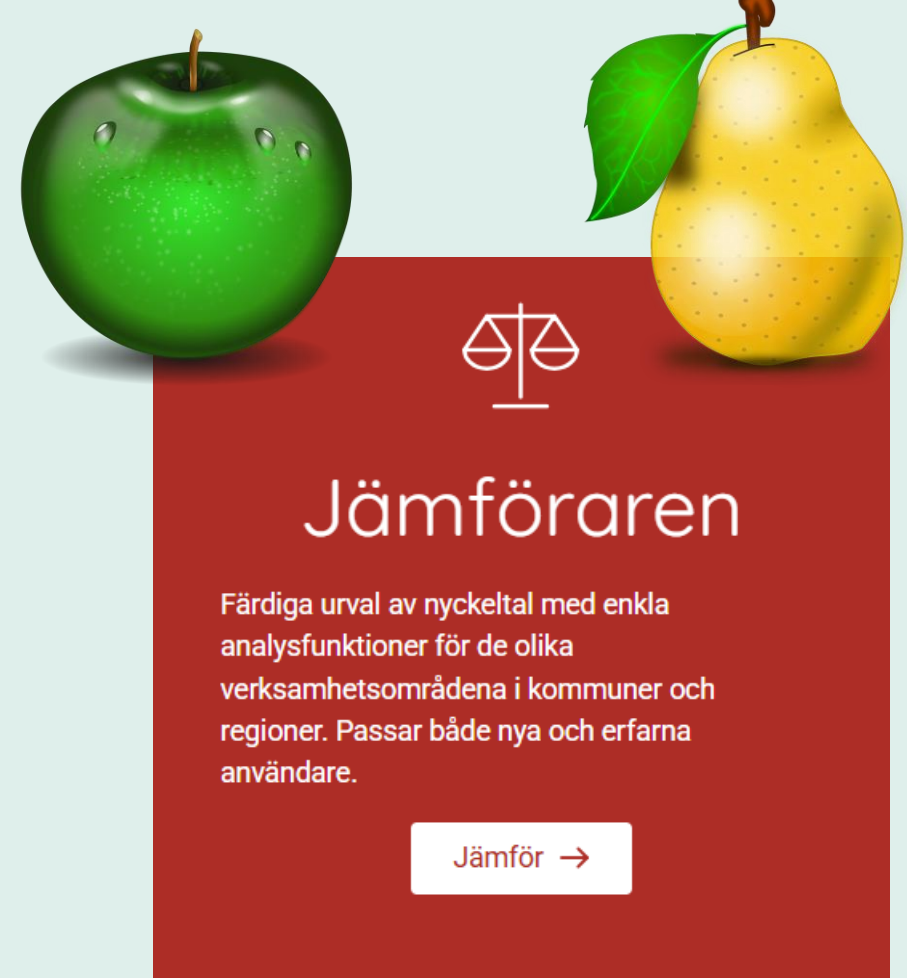 Jämföraren
Färdiga urval av nyckeltal med enkla
analysfunktioner för de olika
verksamhetsområdena i kommuner och
regioner. Passar både nya och erfarna
användare.
Jämför →